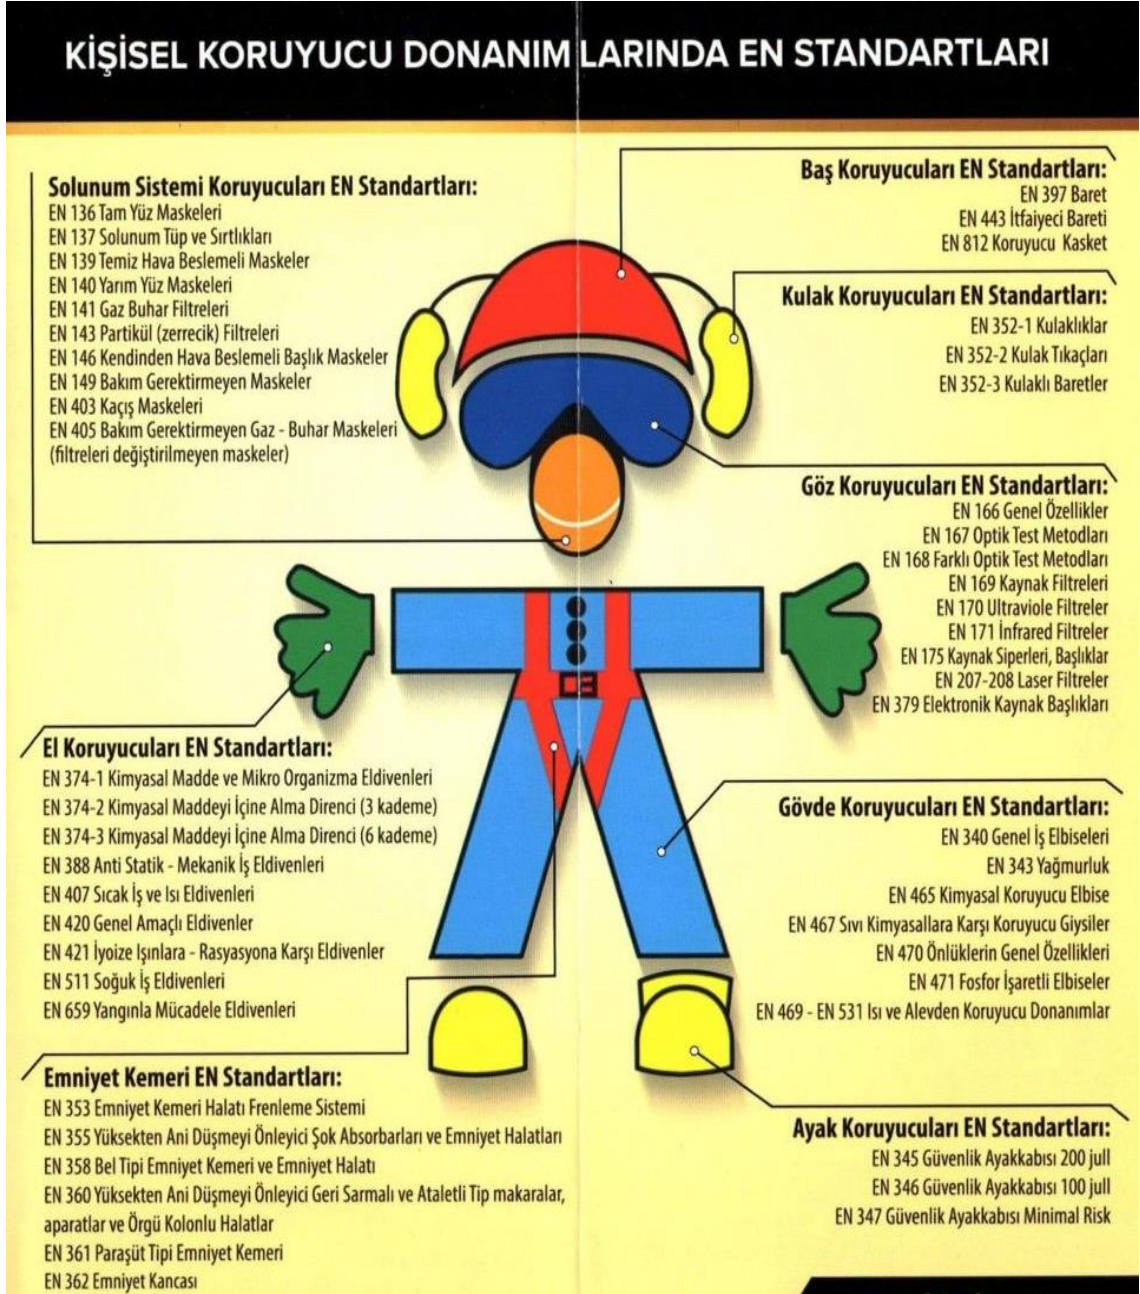 KİŞİSEL KORUYUCU DONANIMLARINDA EN STANDARTLARI
Solunum Sistemi Koruyucuları EN Standartları:
EN 136 Tam Yüz Maskeleri
EN 137 Solunum Tüp ve Sırtlıkları
EN 139 Temiz Hava Beslemeli Maskeler
EN 140 Yarım Yüz Maskeleri
EN 141 Gaz Buhar Filtreleri
EN 143 Partikül (zerrecik) Filtreleri
EN 146 Kendinden Hava Beslemeli Başlık Maskeler
EN 149 Bakım Gerektirmeyen Maskeler
EN 403 Kaçış Maskeleri
EN 405 Bakım Gerektirmeyen Gaz - Buhar Maskeleri
(filtreleri değiştirilmeyen maskeler)
Baş Koruyucuları EN Standartları:
EN 397 Baret
EN 443 İtfaiyeci Bareti
EN 812 Koruyucu Kasket
Kulak Koruyucuları EN Standartları:
EN 352-1 Kulaklıklar
EN 352-2 Kulak Tıkaçları
EN 352-3 Kulaklı Baretler
Göz Koruyucuları EN Standartları:
EN 166 Genel Özellikler
EN 167 Optik Test Metodları
EN 168 Farklı Optik Test Metodları
EN 169 Kaynak Filtreleri
EN 170 Ultraviole Filtreler
EN 171 İnfrared Filtreler
EN 175 Kaynak Siperleri, Başlıklar
EN 207-208 Laser Filtreler
EN 379 Elektronik Kaynak Başlıkları
El Koruyucuları EN Standartları:
EN 374-1 Kimyasal Madde ve Mikro Organizma Eldivenleri
EN 374-2 Kimyasal Maddeyi İçine Alma Direnci (3 kademe)
EN 374-3 Kimyasal Maddeyi İçine Alma Direnci (6 kademe)
EN 388 Anti Statik - Mekanik İş Eldivenleri
EN 407 Sıcak İş ve Isı Eldivenleri
EN 420 Genel Amaçlı Eldivenler
EN 421 İyoize Işınlara - Rasyasyona Karşı Eldivenler
EN 511 Soğuk İş Eldivenleri
EN 659 Yangınla Mücadele Eldivenleri
Gövde Koruyucuları EN Standartları:
EN 340 Genel İş Elbiseleri
EN 343 Yağmurluk
EN 465 Kimyasal Koruyucu Elbise
EN 467 Sıvı Kimyasallara Karşı Koruyucu Giysiler
EN 470 Önlüklerin Genel Özellikleri
EN 471 Fosfor İşaretli Elbiseler
EN 469 - EN 531 Isı ve Alevden Koruyucu Donanımlar
Emniyet Kemeri EN Standartları:
EN 353 Emniyet Kemeri Halatı Frenleme Sistemi
EN 355 Yüksekten Ani Düşmeyi Önleyici Şok Absorbarları ve Emniyet Halatları
EN 358 Bel Tipi Emniyet Kemeri ve Emniyet Halatı
EN 360 Yüksekten Ani Düşmeyi Önleyici Geri Sarmalı ve Ataletli Tip makaralar,
aparatlar ve Örgü Kolonlu Halatlar
EN 361 Paraşüt Tipi Emniyet Kemeri
EN 362 Emniyet Kancası
Ayak Koruyucuları EN Standartları:
EN 345 Güvenlik Ayakkabısı 200 jull
EN 346 Güvenlik Ayakkabısı 100 jull
EN 347 Güvenlik Ayakkabısı Minimal Risk